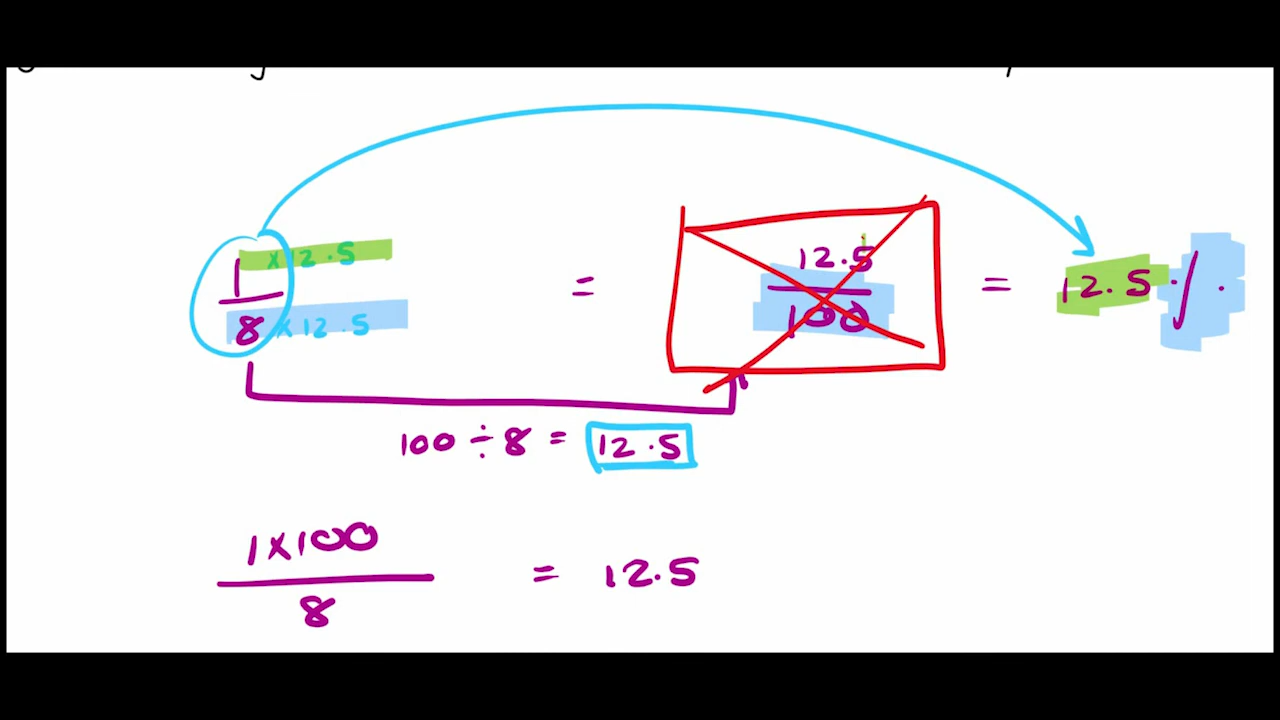 1 × 12.5 = 12.5 = 12.5 %
8 × 12.5 100
100 ÷ 8 = 12.5
1 × 100
= 12.5
8